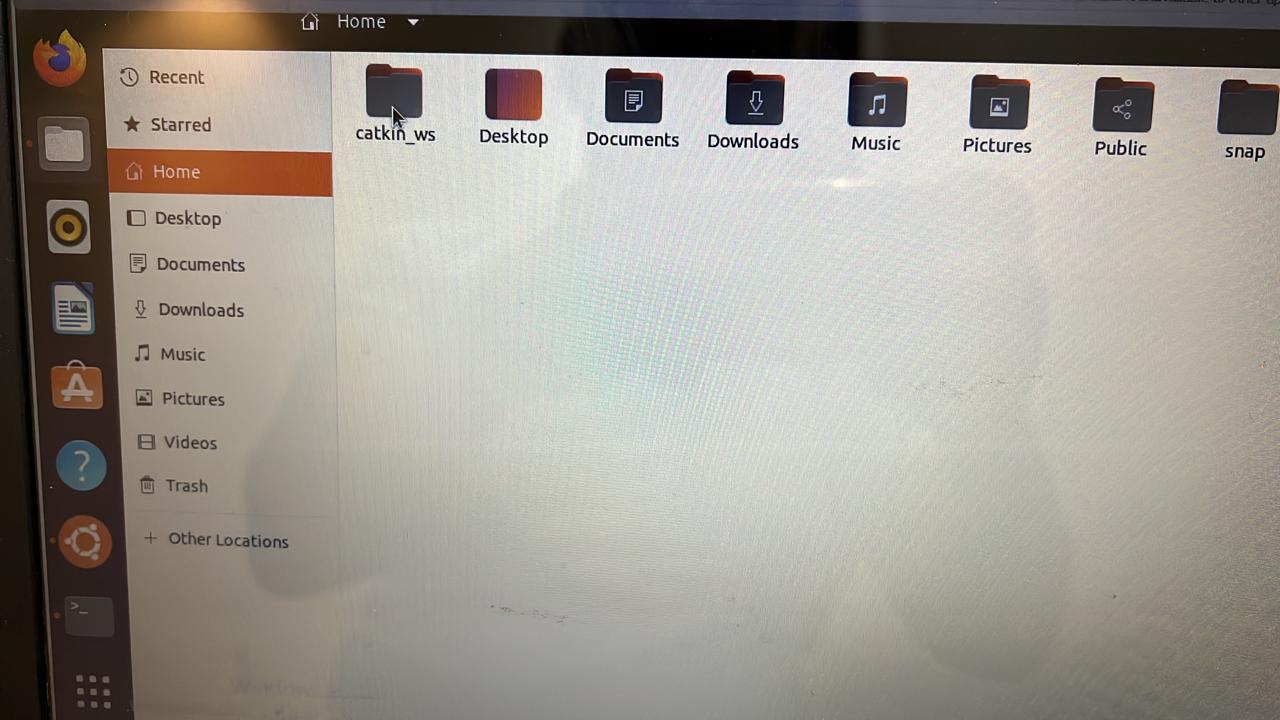 Home
Recent
Starred
Home
Desktop
Documents
Downloads
Music
Pictures
Videos
Trash
+ Other Locations
catkin_ws
Desktop
Documents
Downloads
Music
Pictures
Public
snap